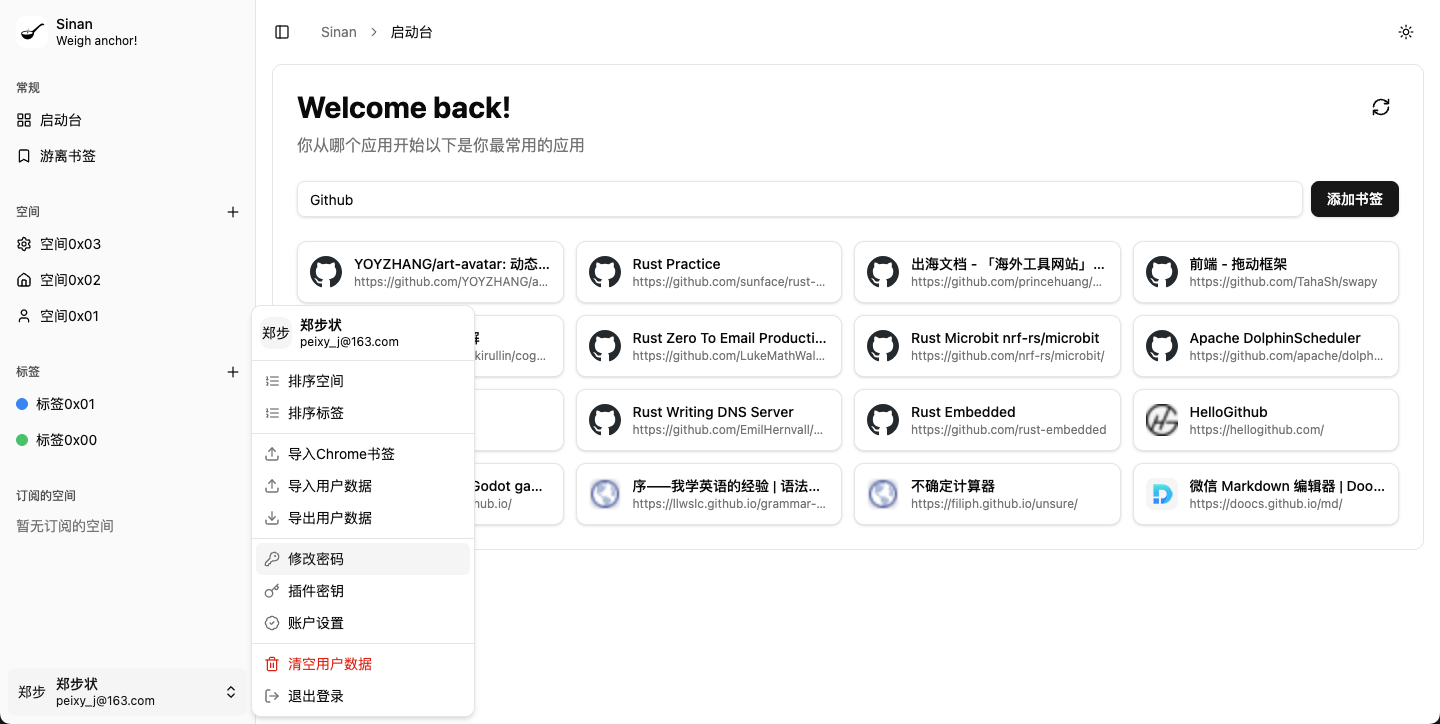 Sinan
Weigh anchor!
常规
启动台
游离书签
空间
空间0x03
空间0x02
空间0x01
标签
标签0x01
标签0x00
订阅的空间
暂无订阅的空间
郑步
郑步状
peixy_j@163.com
Sinan
启动台
Welcome back!
你从哪个应用开始以下是你最常用的应用
Github
添加书签
YOYZHANG/art-avatar: 动态...
https://github.com/YOYZHANG/a...
Rust Practice
https://github.com/sunface/rust-...
出海文档 - 「海外工具网站」...
https://github.com/princehuang/...
前端 - 拖动框架
https://github.com/TahaSh/swapy
kirullin/cog...
Rust Zero To Email Producti...
https://github.com/LukeMathWal...
Rust Microbit nrf-rs/microbit
https://github.com/nrf-rs/microbit/
Apache DolphinScheduler
https://github.com/apache/dolph...
Rust Writing DNS Server
https://github.com/EmilHernvall/...
Rust Embedded
https://github.com/rust-embedded
HelloGithub
https://hellogithub.com/
Godot ga...
hub.io/
序——我学英语的经验 | 语法...
https://llwslc.github.io/grammar-...
不确定计算器
https://filiph.github.io/unsure/
微信 Markdown 编辑器 | Doo...
https://doocs.github.io/md/
郑步
郑步状
peixy_j@163.com
排序空间
排序标签
导入Chrome书签
导入用户数据
导出用户数据
修改密码
插件密钥
账户设置
清空用户数据
退出登录